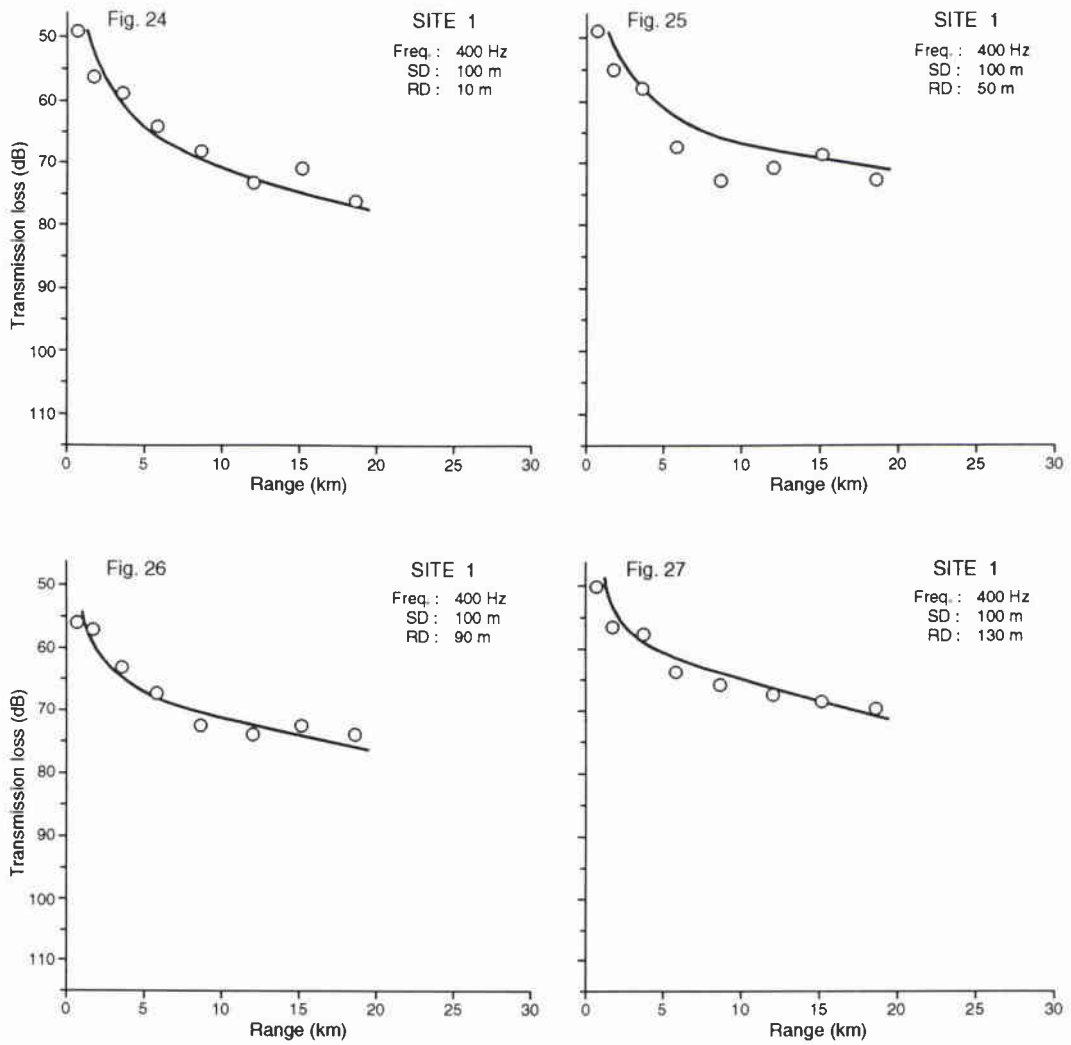 Fig. 24
SITE 1
Freq. : 400 Hz
SD : 100 m
RD : 10 m
50
60
70
80
90
100
110
Transmission loss (dB)
0 5 10 15 20 25 30
Range (km)
Fig. 25
SITE 1
Freq. : 400 Hz
SD : 100 m
RD : 50 m
0 5 10 15 20 25 30
Range (km)
Fig. 26
SITE 1
Freq. : 400 Hz
SD : 100 m
RD : 90 m
50
60
70
80
90
100
110
Transmission loss (dB)
0 5 10 15 20 25 30
Range (km)
Fig. 27
SITE 1
Freq. : 400 Hz
SD : 100 m
RD : 130 m
0 5 10 15 20 25 30
Range (km)